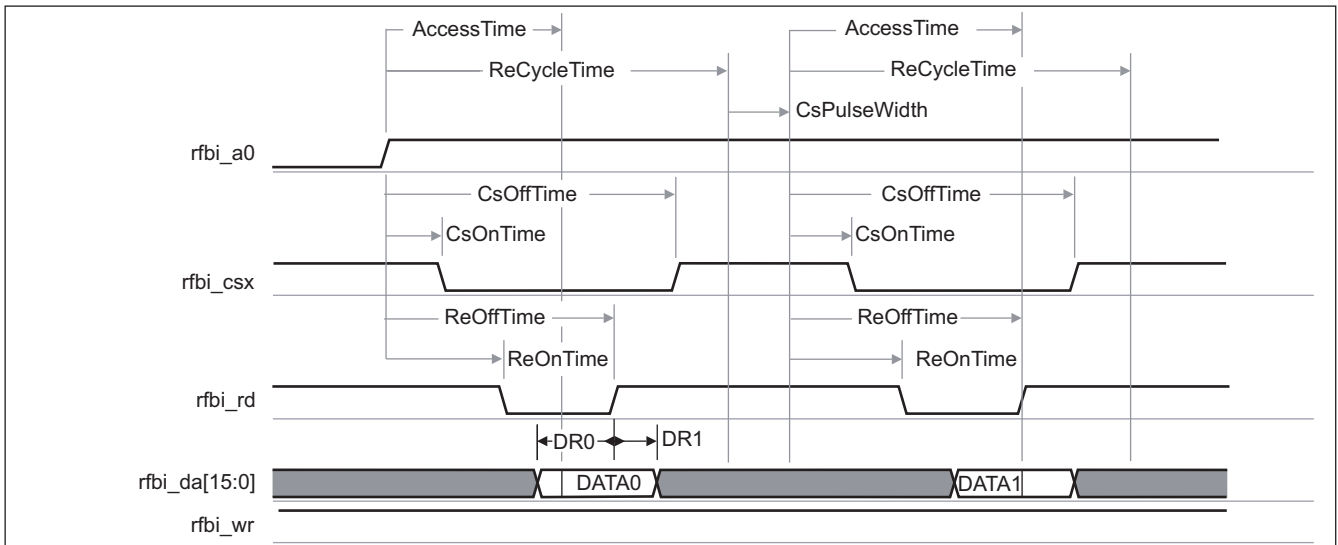 AccessTime AccessTime
ReCycleTime ReCycleTime
CsPulseWidth
rfbi_a0
CsOffTime CsOffTime
CsOnTime CsOnTime
rfbi_csx
ReOffTime ReOffTime
ReOnTime ReOnTime
rfbi_rd
DR0 DR1
rfbi_da[15:0] DATA0 DATA1
rfbi_wr